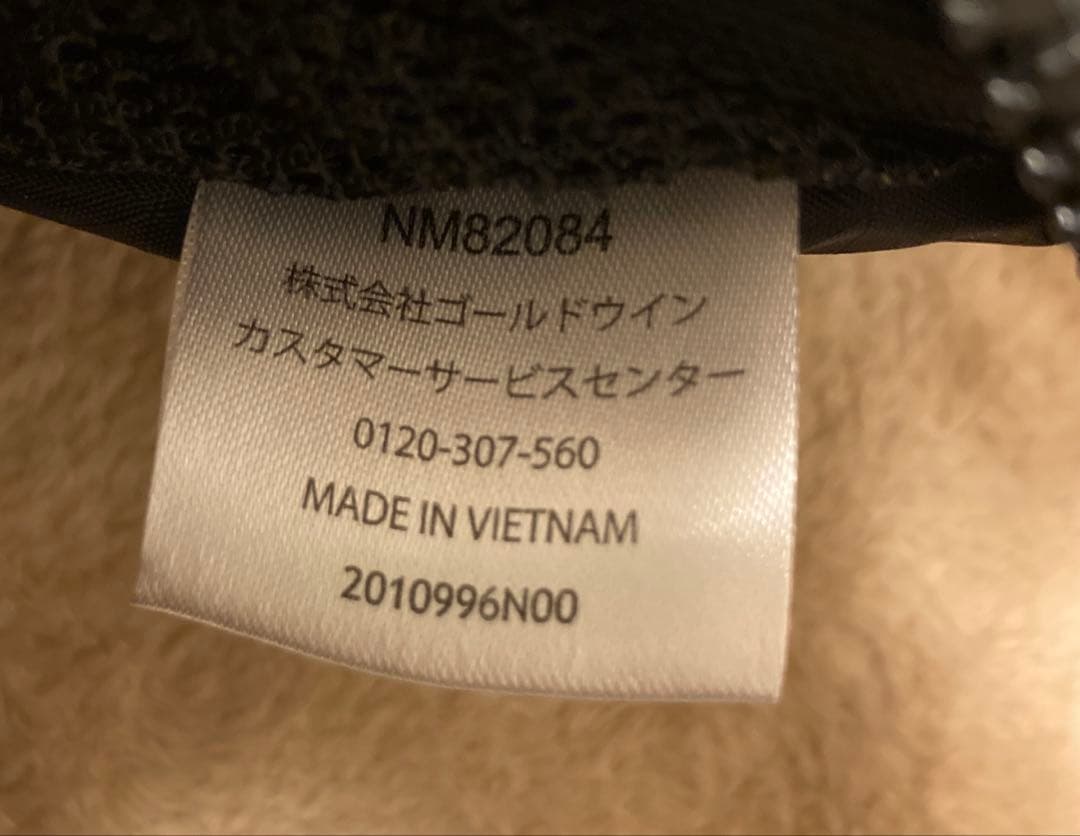 NM82084
株式会社ゴールドウイン
カスタマーサービスセンター
0120-307-560
MADE IN VIETNAM
2010996N00